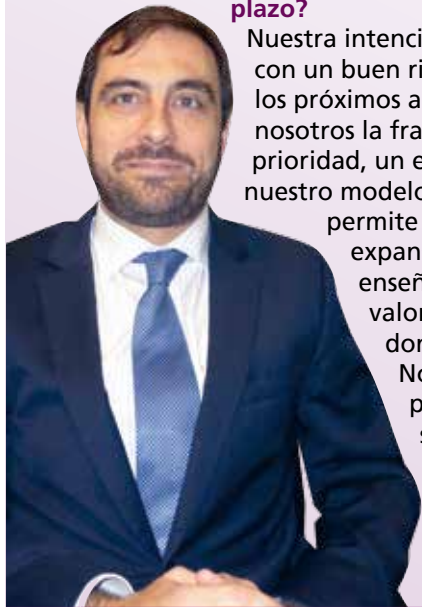 plazo?
Nuestra intenci
con un buen ri
los próximos a
nosotros la fra
prioridad, un e
nuestro modelo
permite
expan
enseñ
valor
dor
No
p
s